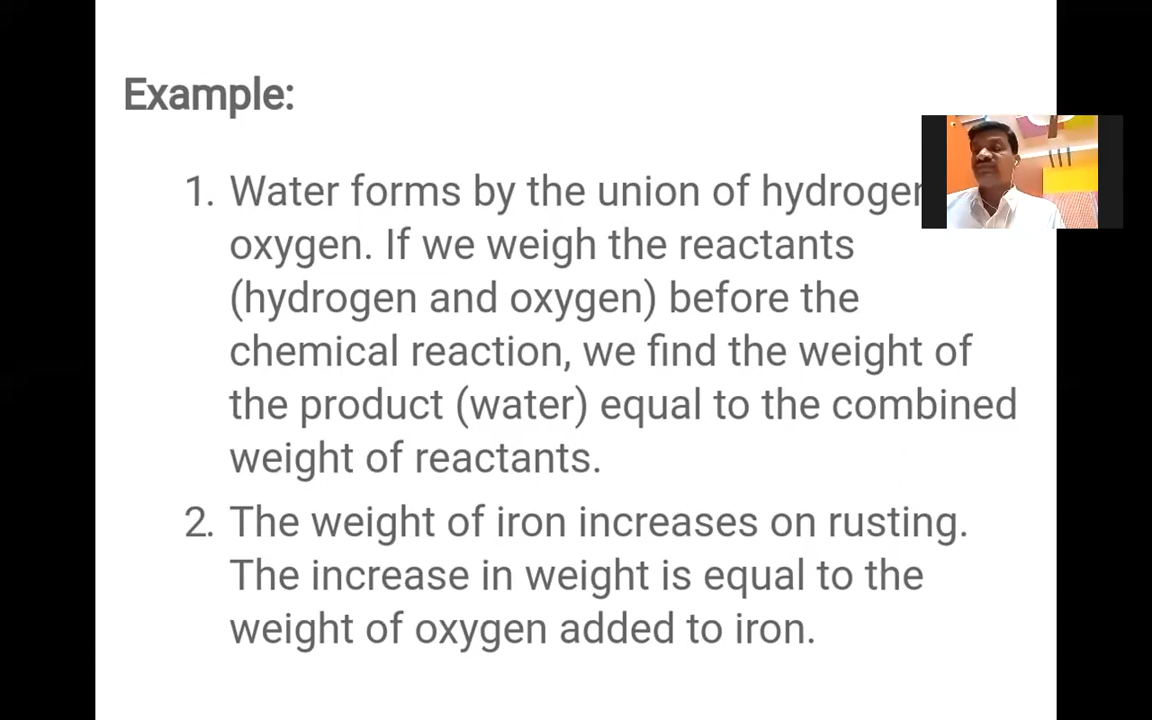 Example:
1. Water forms by the union of hydrogen
oxygen. If we weigh the reactants
(hydrogen and oxygen) before the
chemical reaction, we find the weight of
the product (water) equal to the combined
weight of reactants.
2. The weight of iron increases on rusting.
The increase in weight is equal to the
weight of oxygen added to iron.